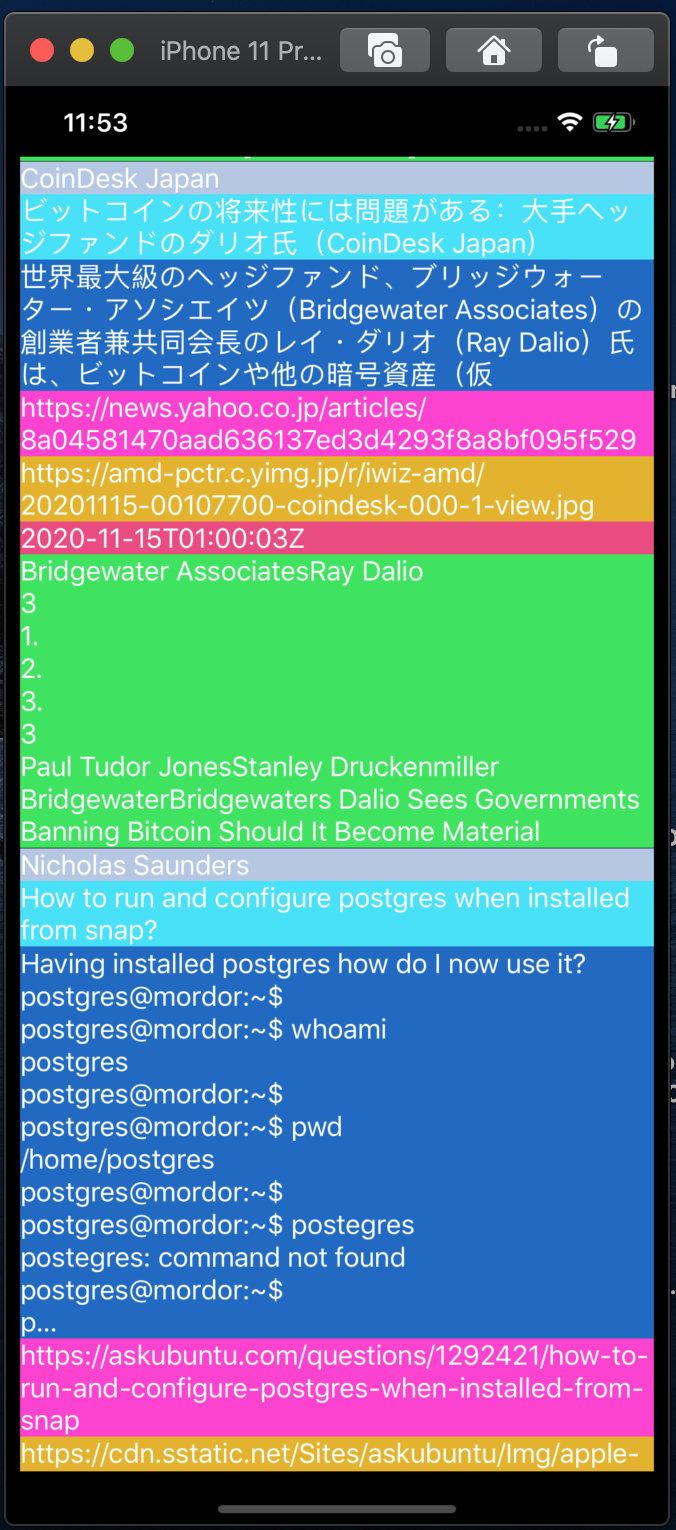 iPhone 11 Pr...
11:53
CoinDesk Japan
ビットコインの将来性には問題がある：大手ヘッ
ジファンドのダリオ氏（CoinDesk Japan）
世界最大級のヘッジファンド、ブリッジウォー
ター・アソシエイツ（Bridgewater Associates）の
創業者兼共同会長のレイ・ダリオ（Ray Dalio）氏
は、ビットコインや他の暗号資産（仮
https://news.yahoo.co.jp/articles/
8a04581470aad636137ed3d4293f8a8bf095f529
https://amd-pctr.c.yimg.jp/r/iwiz-amd/
20201115-00107700-coindesk-000-1-view.jpg
2020-11-15T01:00:03Z
Bridgewater AssociatesRay Dalio
3
1.
2.
3.
3
Paul Tudor JonesStanley Druckenmiller
BridgewaterBridgewaters Dalio Sees Governments
Banning Bitcoin Should It Become Material
Nicholas Saunders
How to run and configure postgres when installed
from snap?
Having installed postgres how do I now use it?
postgres@mordor:~$
postgres@mordor:~$ whoami
postgres
postgres@mordor:~$
postgres@mordor:~$ pwd
/home/postgres
postgres@mordor:~$
postgres@mordor:~$ postegres
postegres: command not found
postgres@mordor:~$
p...
https://askubuntu.com/questions/1292421/how-to-
run-and-configure-postgres-when-installed-from-
snap
https://cdn.sstatic.net/Sites/askubuntu/Img/apple-